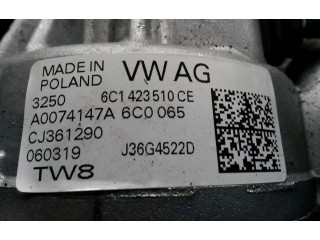 MADE IN
POLAND VW AG
3250 6C1 423 510 CE
A0074147A 6C0 065
CJ361290
060319 J36G4522D
TW8